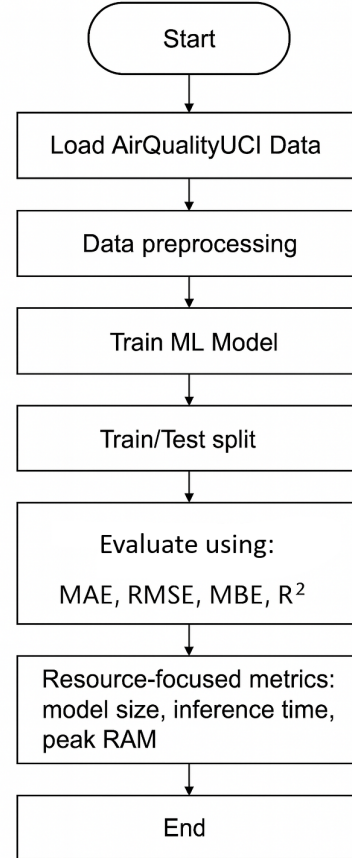 Start
Load AirQualityUCI Data
Data preprocessing
Train ML Model
Train/Test split
Evaluate using:
MAE, RMSE, MBE, R²
Resource-focused metrics:
model size, inference time,
peak RAM
End